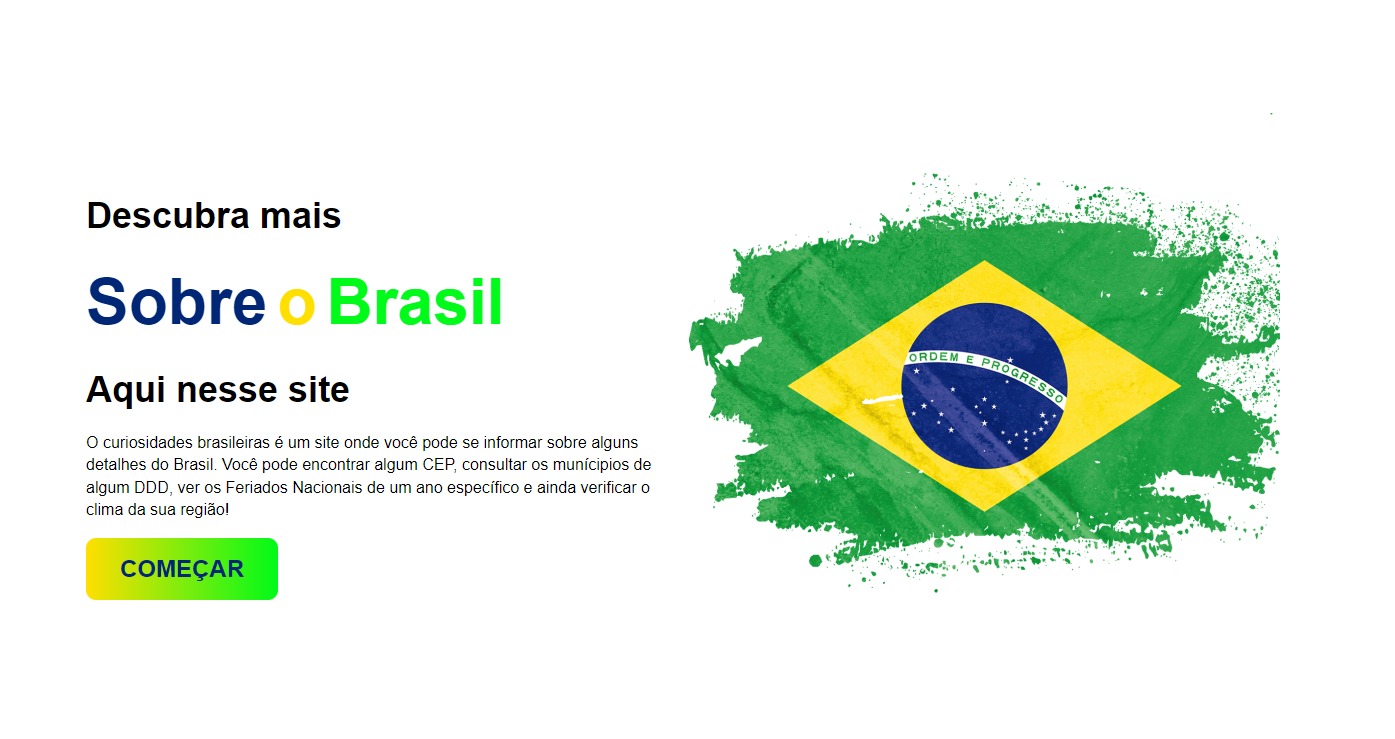 Descubra mais
Sobre o Brasil
Aqui nesse site
O curiosidades brasileiras é um site onde você pode se informar sobre alguns
detalhes do Brasil. Você pode encontrar algum CEP, consultar os munícipios de
algum DDD, ver os Feriados Nacionais de um ano específico e ainda verificar o
clima da sua região!
COMEÇAR
ORDEM E PROGRESSO